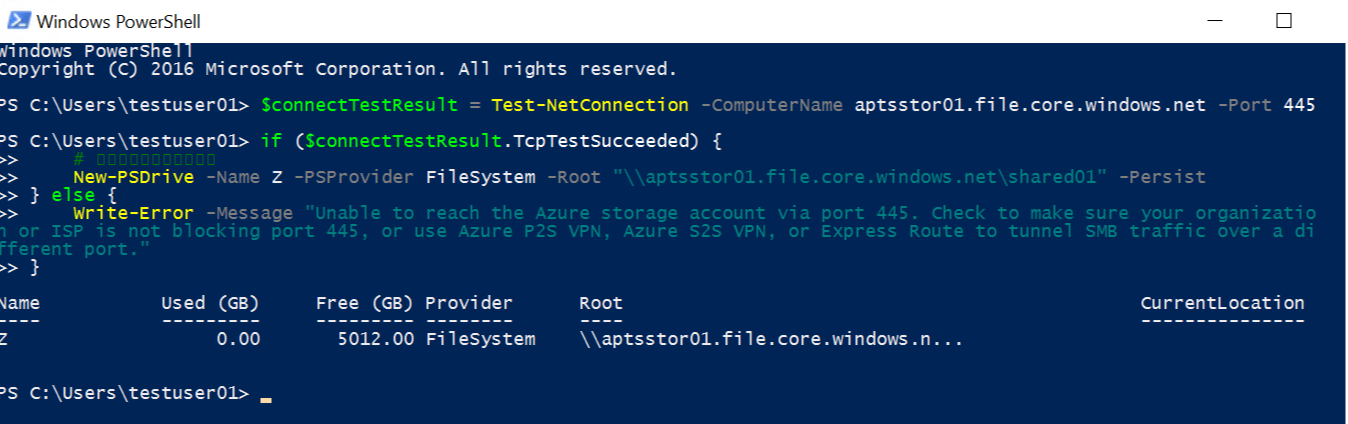 Windows PowerShell
Windows PowerShell
Copyright (C) 2016 Microsoft Corporation. All rights reserved.
PS C:\Users\testuser01> $connectTestResult = Test-NetConnection -ComputerName aptsstor01.file.core.windows.net -Port 445
PS C:\Users\testuser01> if ($connectTestResult.TcpTestSucceeded) {
>>     #
>>     New-PSDrive -Name Z -PSProvider FileSystem -Root "\\aptsstor01.file.core.windows.net\shared01" -Persist
>> } else {
>>     Write-Error -Message "Unable to reach the Azure storage account via port 445. Check to make sure your organizatio
n or ISP is not blocking port 445, or use Azure P2S VPN, Azure S2S VPN, or Express Route to tunnel SMB traffic over a di
fferent port."
>> }
Name           Used (GB)     Free (GB) Provider      Root                                               CurrentLocation
----           ---------     --------- --------      ----                                               ---------------
Z                   0.00       5012.00 FileSystem    \\aptsstor01.file.core.windows.n...
PS C:\Users\testuser01>